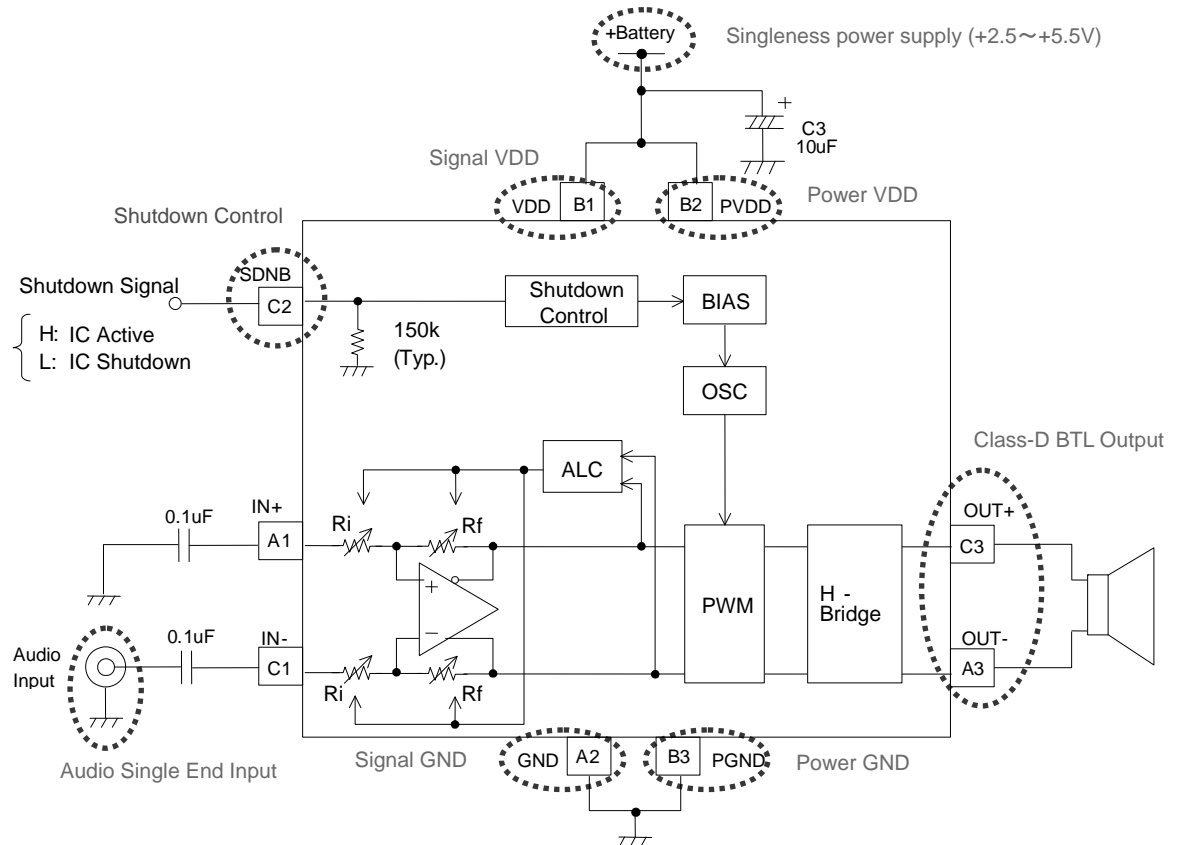 +Battery
Singleness power supply (+2.5～+5.5V)
+
C3
10uF
Signal VDD
Power VDD
VDD
B1
B2
PVDD
Shutdown Control
SDNB
Shutdown Signal
C2
H: IC Active
L: IC Shutdown
150k
(Typ.)
Shutdown
Control
BIAS
OSC
Class-D BTL Output
ALC
IN+
0.1uF
A1
Ri
Rf
OUT+
C3
+
−
PWM
H -
Bridge
Audio
Input
0.1uF
IN-
C1
Ri
Rf
OUT-
A3
Audio Single End Input
Signal GND
GND
A2
B3
PGND
Power GND